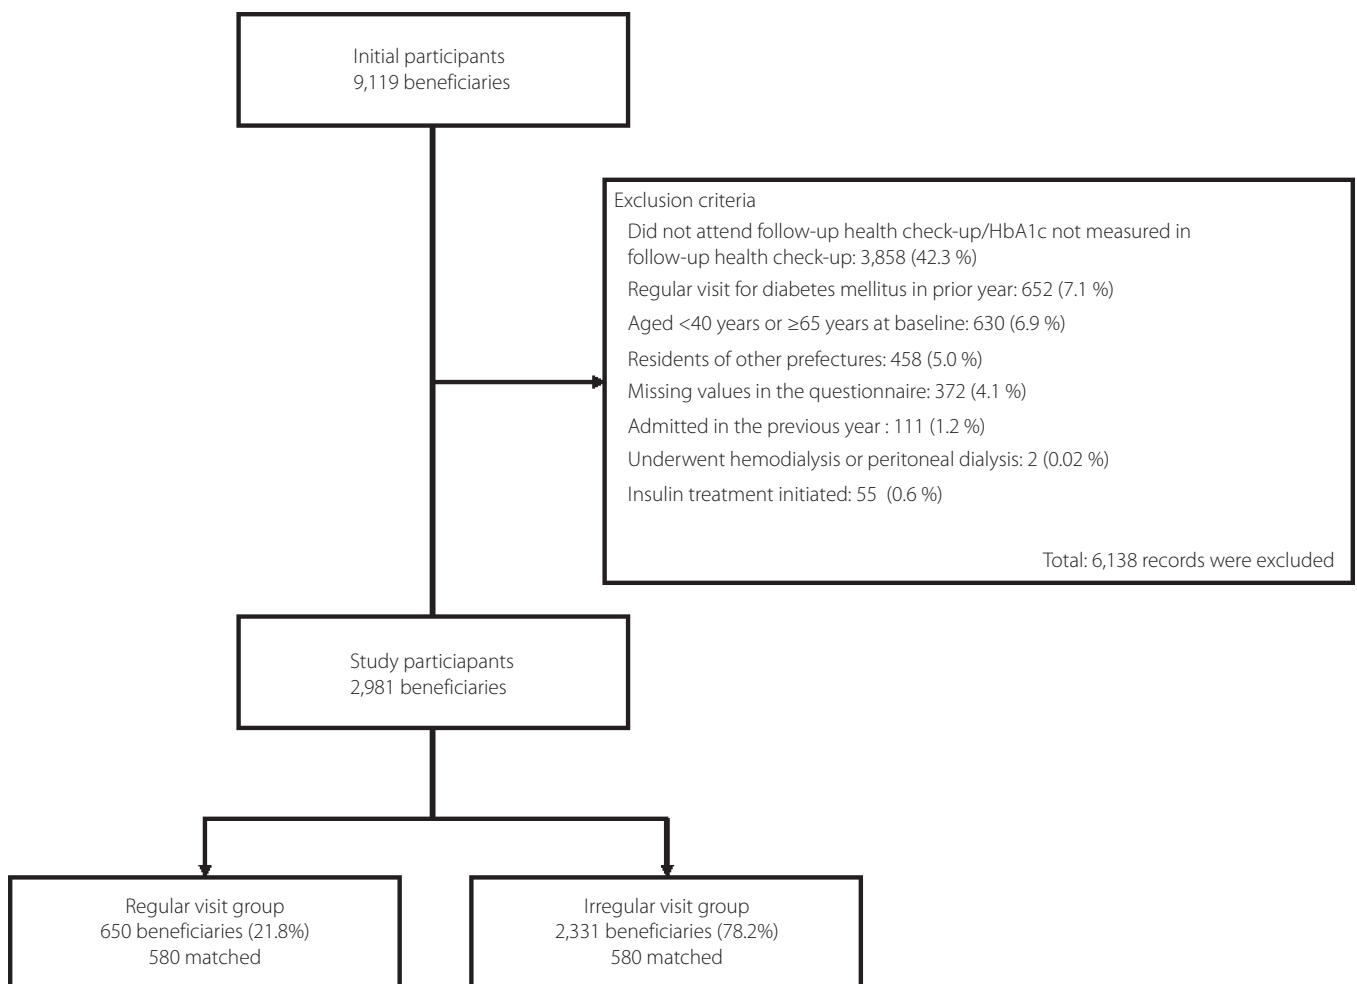 Initial participants
9,119 beneficiaries
Exclusion criteria
Did not attend follow-up health check-up/HbA1c not measured in
follow-up health check-up: 3,858 (42.3 %)
Regular visit for diabetes mellitus in prior year: 652 (7.1 %)
Aged <40 years or ≥65 years at baseline: 630 (6.9 %)
Residents of other prefectures: 458 (5.0 %)
Missing values in the questionnaire: 372 (4.1 %)
Admitted in the previous year : 111 (1.2 %)
Underwent hemodialysis or peritoneal dialysis: 2 (0.02 %)
Insulin treatment initiated: 55 (0.6 %)
Total: 6,138 records were excluded
Study particiapants
2,981 beneficiaries
Regular visit group
650 beneficiaries (21.8%)
580 matched
Irregular visit group
2,331 beneficiaries (78.2%)
580 matched